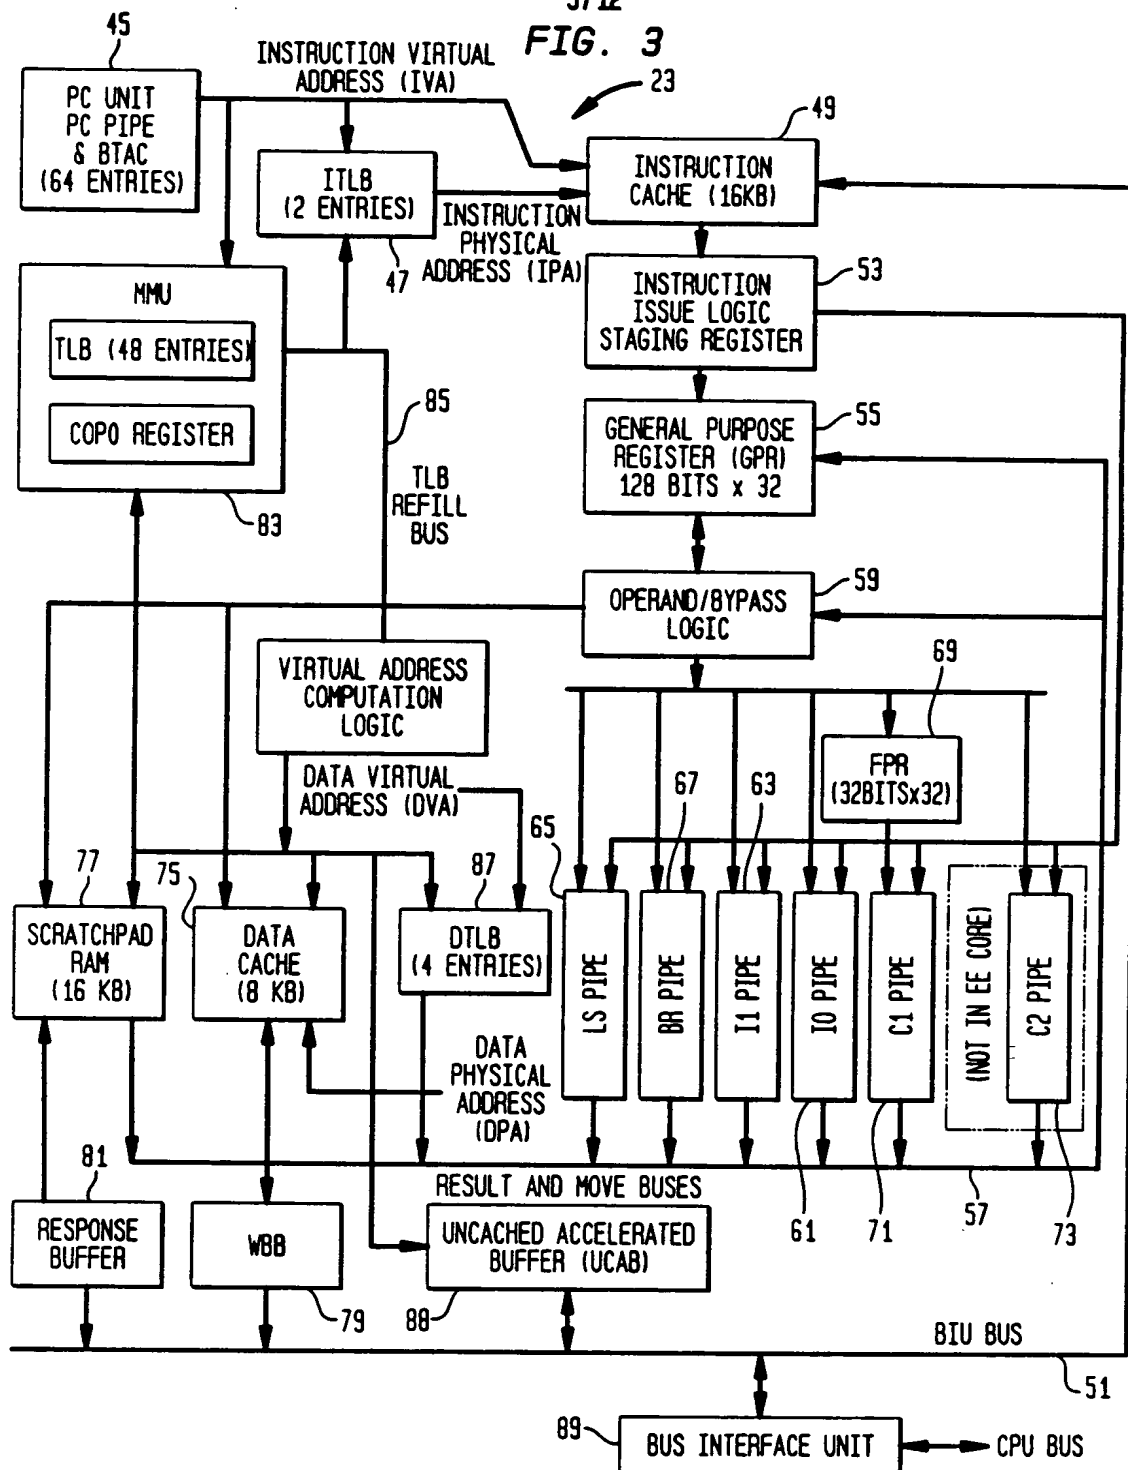 3/12
FIG. 3
45
INSTRUCTION VIRTUAL
ADDRESS (IVA)
23
PC UNIT
PC PIPE
& BTAC
(64 ENTRIES)
49
INSTRUCTION
CACHE (16KB)
ITLB
(2 ENTRIES)
47
INSTRUCTION
PHYSICAL
ADDRESS (IPA)
MMU
TLB (48 ENTRIES)
COP0 REGISTER
83
53
INSTRUCTION
ISSUE LOGIC
STAGING REGISTER
85
TLB
REFILL
BUS
55
GENERAL PURPOSE
REGISTER (GPR)
128 BITS x 32
59
OPERAND/BYPASS
LOGIC
VIRTUAL ADDRESS
COMPUTATION
LOGIC
69
FPR
(32BITSx32)
DATA VIRTUAL
ADDRESS (DVA)
67
63
65
77
75
87
SCRATCHPAD
RAM
(16 KB)
DATA
CACHE
(8 KB)
DTLB
(4 ENTRIES)
LS PIPE
BR PIPE
I1 PIPE
I0 PIPE
C1 PIPE
(NOT IN EE CORE)
C2 PIPE
DATA
PHYSICAL
ADDRESS
(DPA)
81
RESULT AND MOVE BUSES
61
71
57
73
RESPONSE
BUFFER
WBB
79
UNCACHED ACCELERATED
BUFFER (UCAB)
88
BIU BUS
51
89
BUS INTERFACE UNIT
CPU BUS